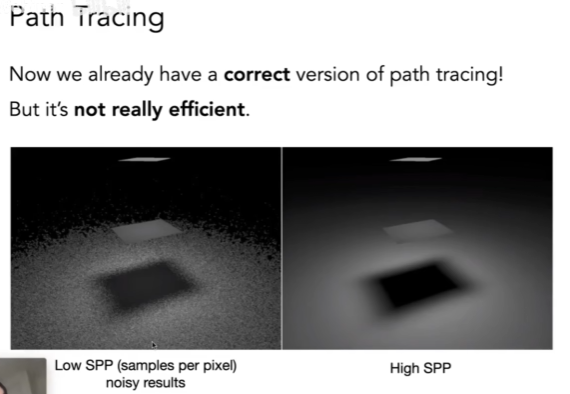 Path Tracing
Now we already have a correct version of path tracing!
But it's not really efficient.
Low SPP (samples per pixel)
noisy results
High SPP